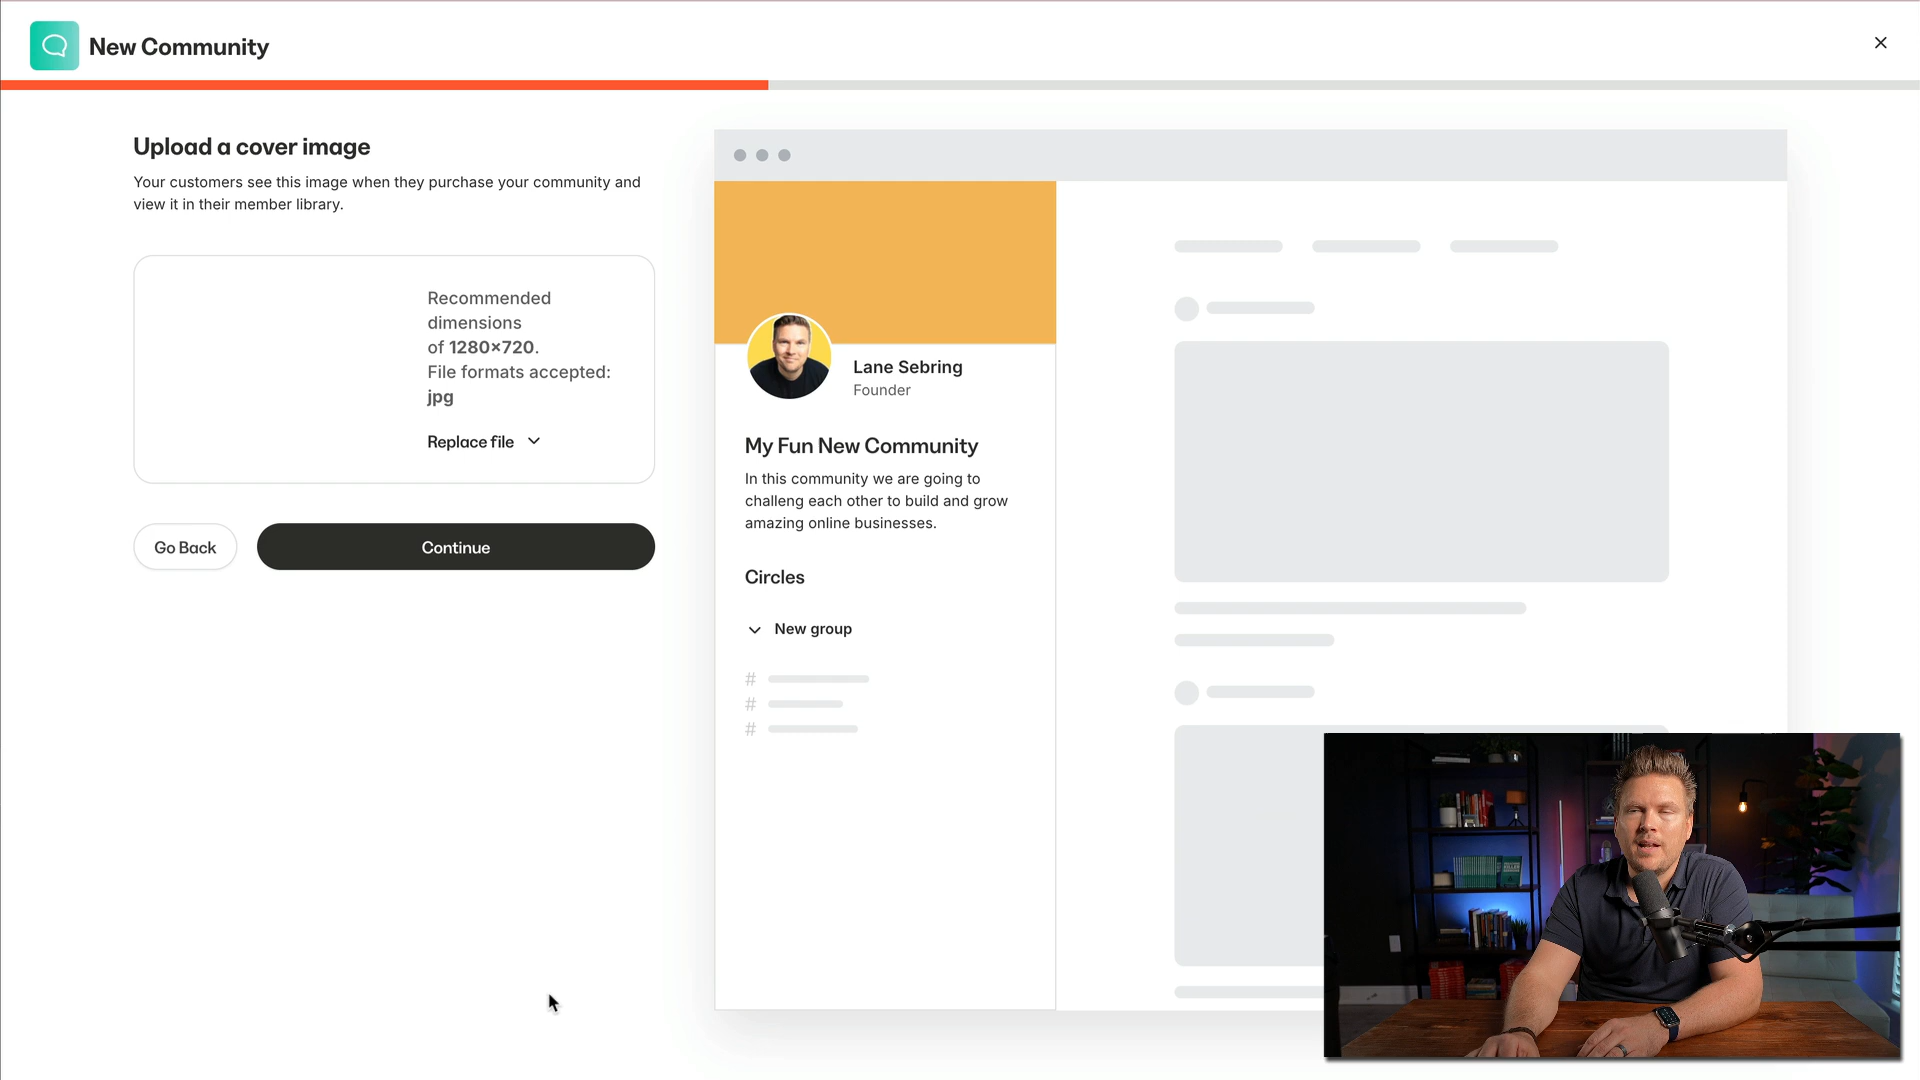 New Community
Upload a cover image
Your customers see this image when they purchase your community and
view it in their member library.
Recommended
dimensions
of 1280×720.
File formats accepted:
jpg
Replace file
Go Back
Continue
Lane Sebring
Founder
My Fun New Community
In this community we are going to
challeng each other to build and grow
amazing online businesses.
Circles
New group
#
#
#